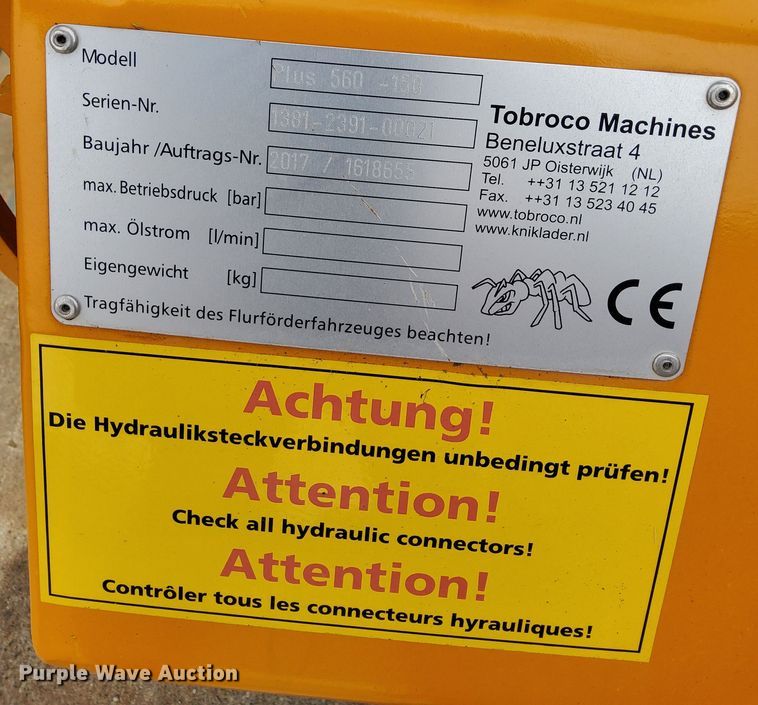 Modell Plus 560 -150
Serien-Nr. 1381-2391-00021
Baujahr /Auftrags-Nr. 2017 / 1618655
max. Betriebsdruck [bar]
max. Ölstrom [l/min]
Eigengewicht [kg]
Tragfähigkeit des Flurförderfahrzeuges beachten!
Tobroco Machines
Beneluxstraat 4
5061 JP Oisterwijk (NL)
Tel. ++31 13 521 12 12
Fax. ++31 13 523 40 45
www.tobroco.nl
www.kniklader.nl
CE
Achtung!
Die Hydrauliksteckverbindungen unbedingt prüfen!
Attention!
Check all hydraulic connectors!
Attention!
Contrôler tous les connecteurs hyrauliques!
Purple Wave Auction